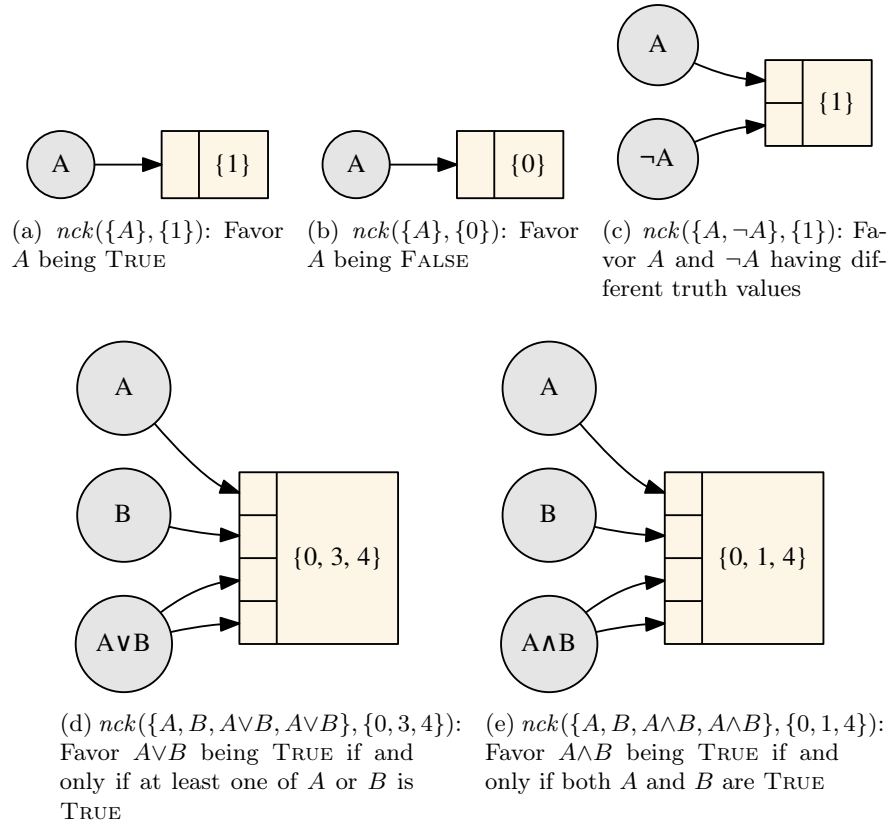 A
{1}
A
{0}
A
¬A
{1}
(a) nck({A}, {1}): Favor
A being TRUE
(b) nck({A}, {0}): Favor
A being FALSE
(c) nck({A, ¬A}, {1}): Fa-
vor A and ¬A having dif-
ferent truth values
A
B
A∨B
{0, 3, 4}
A
B
A∧B
{0, 1, 4}
(d) nck({A, B, A∨B, A∨B}, {0, 3, 4}):
Favor A∨B being TRUE if and
only if at least one of A or B is
TRUE
(e) nck({A, B, A∧B, A∧B}, {0, 1, 4}):
Favor A∧B being TRUE if and
only if both A and B are TRUE